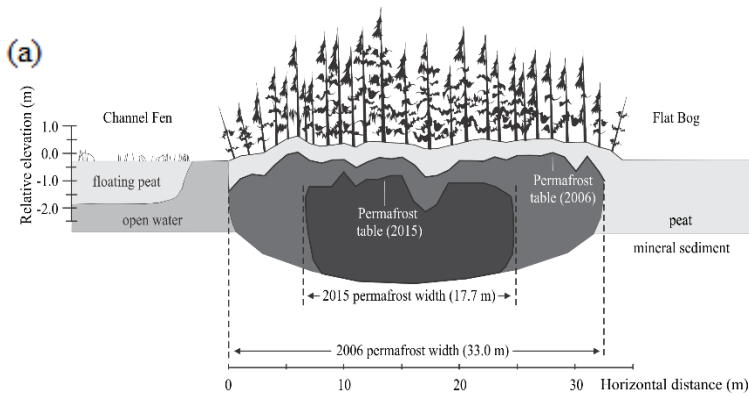 (a)
Channel Fen
Flat Bog
Relative elevation (m)
1.0
0.0
-1.0
-2.0
floating peat
open water
Permafrost
table (2015)
Permafrost
table (2006)
peat
mineral sediment
2015 permafrost width (17.7 m)
2006 permafrost width (33.0 m)
0 10 20 30 Horizontal distance (m)